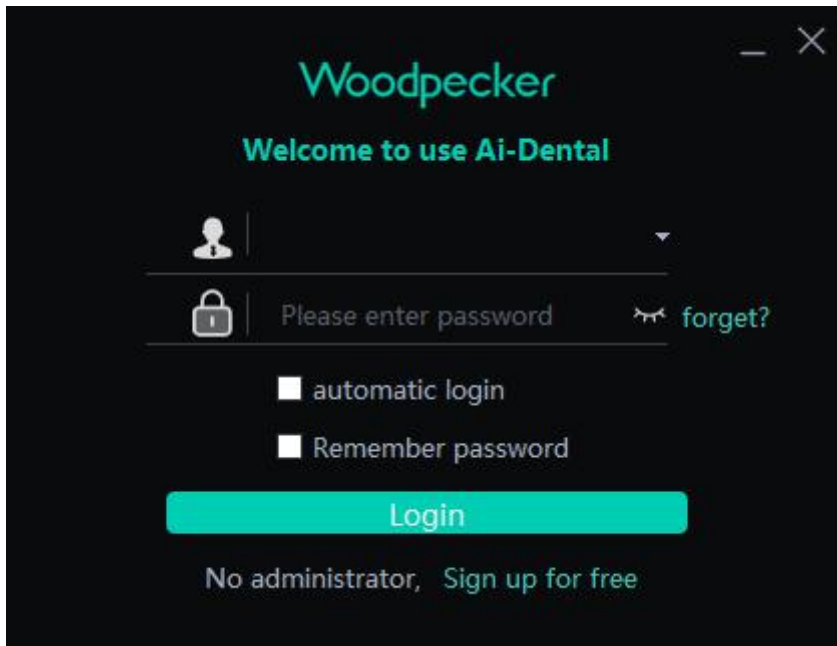 Woodpecker
Welcome to use Ai-Dental
Please enter password forget?
automatic login
Remember password
Login
No administrator, Sign up for free